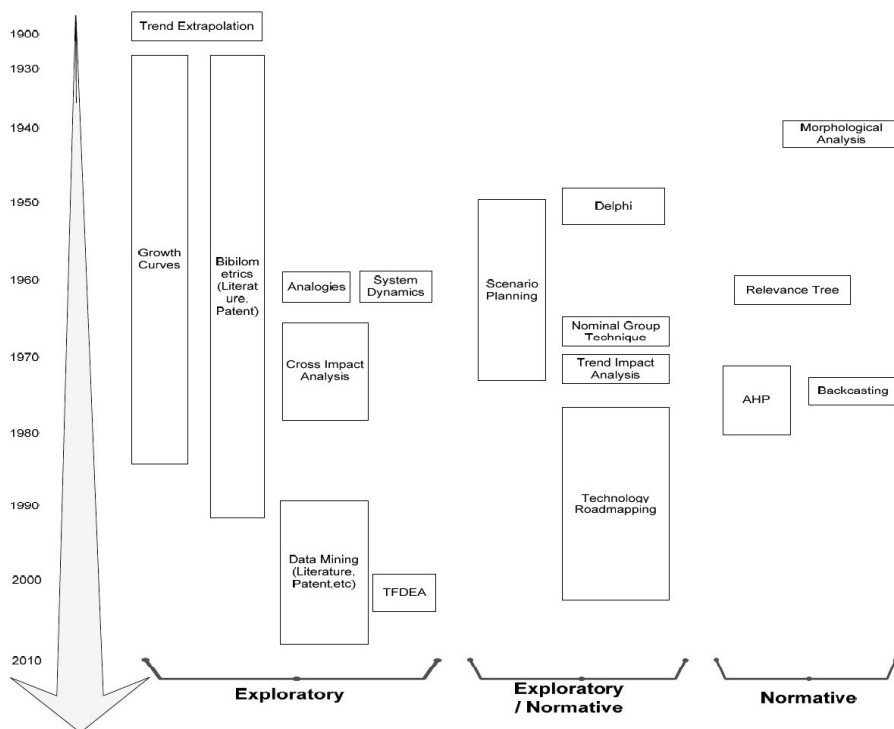 1900
1930
1940
1950
1960
1970
1980
1990
2000
2010
Trend Extrapolation
Growth
Curves
Bibilom
etrics
(Literat
ure,
Patent)
Analogies
System
Dynamics
Cross Impact
Analysis
Data Mining
(Literature,
Patent,etc)
TFDEA
Scenario
Planning
Delphi
Nominal Group
Technique
Trend Impact
Analysis
Technology
Roadmapping
Morphological
Analysis
Relevance Tree
AHP
Backcasting
Exploratory
Exploratory
/ Normative
Normative